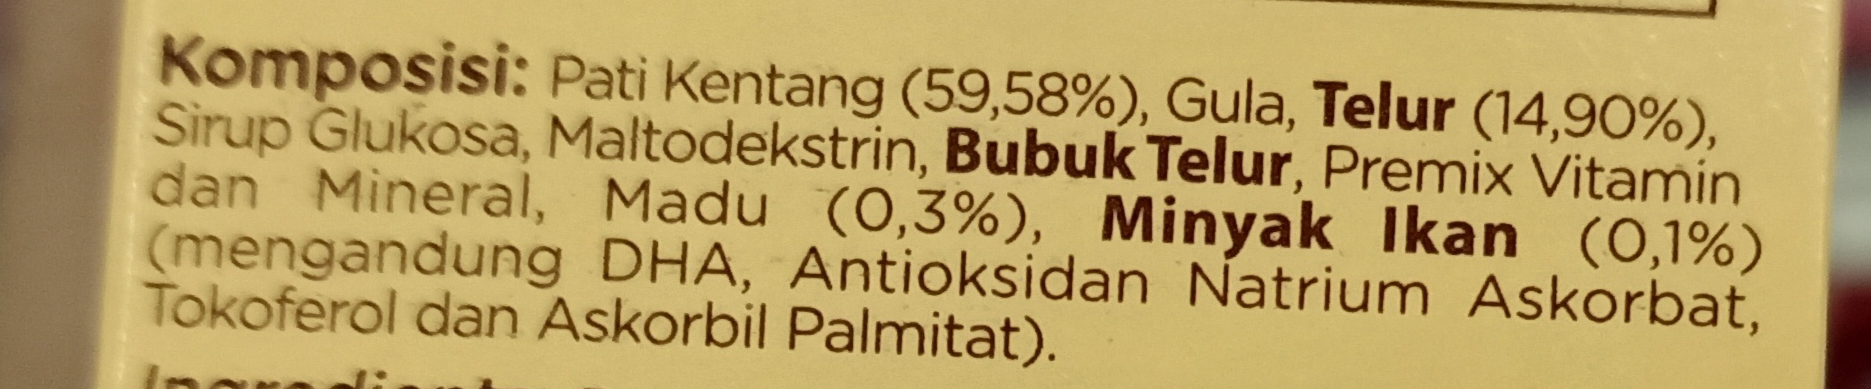 Komposisi: Pati Kentang (59,58%), Gula, Telur (14,90%),
Sirup Glukosa, Maltodekstrin, Bubuk Telur, Premix Vitamin
dan Mineral, Madu (0,3%), Minyak Ikan (0,1%)
(mengandung DHA, Antioksidan Natrium Askorbat,
Tokoferol dan Askorbil Palmitat).